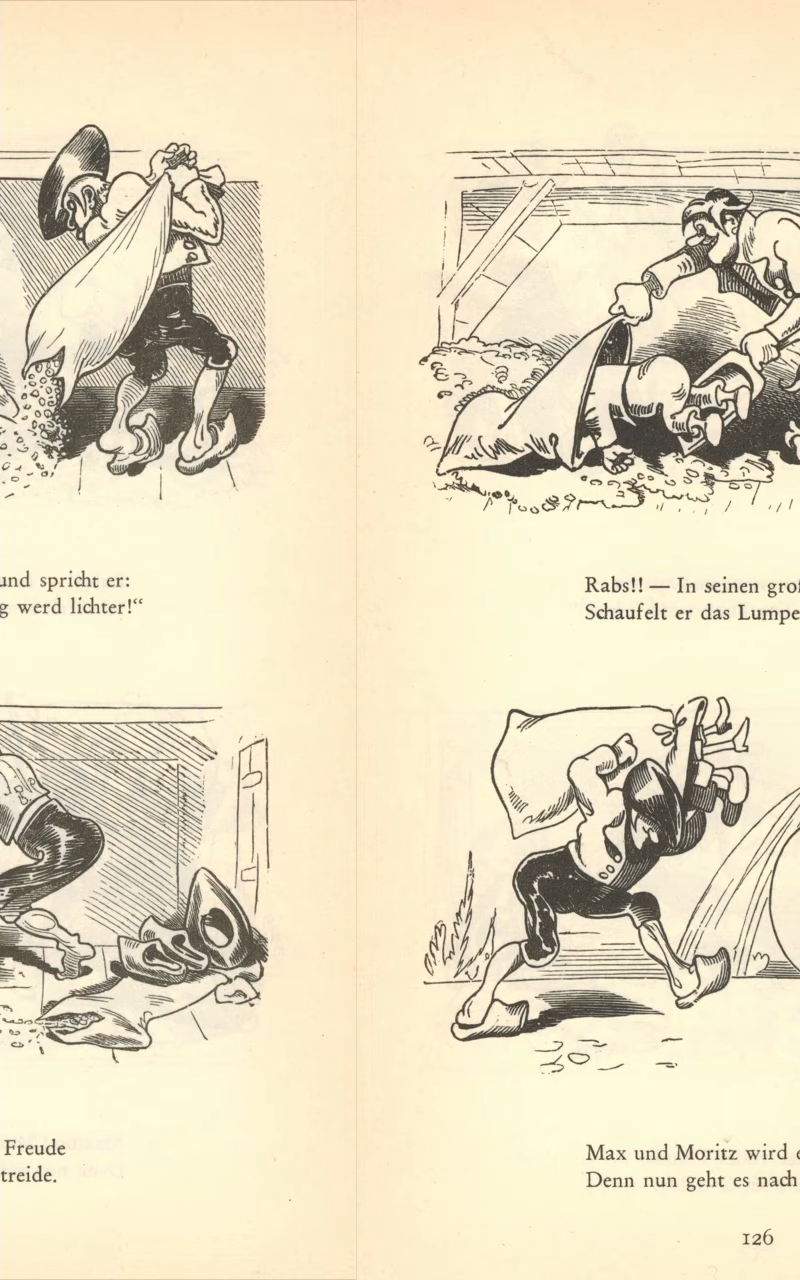 und spricht er:
g werd lichter!“
Freude
treide.
Rabs!! — In seinen gro
Schaufelt er das Lumpe
Max und Moritz wird e
Denn nun geht es nach
126